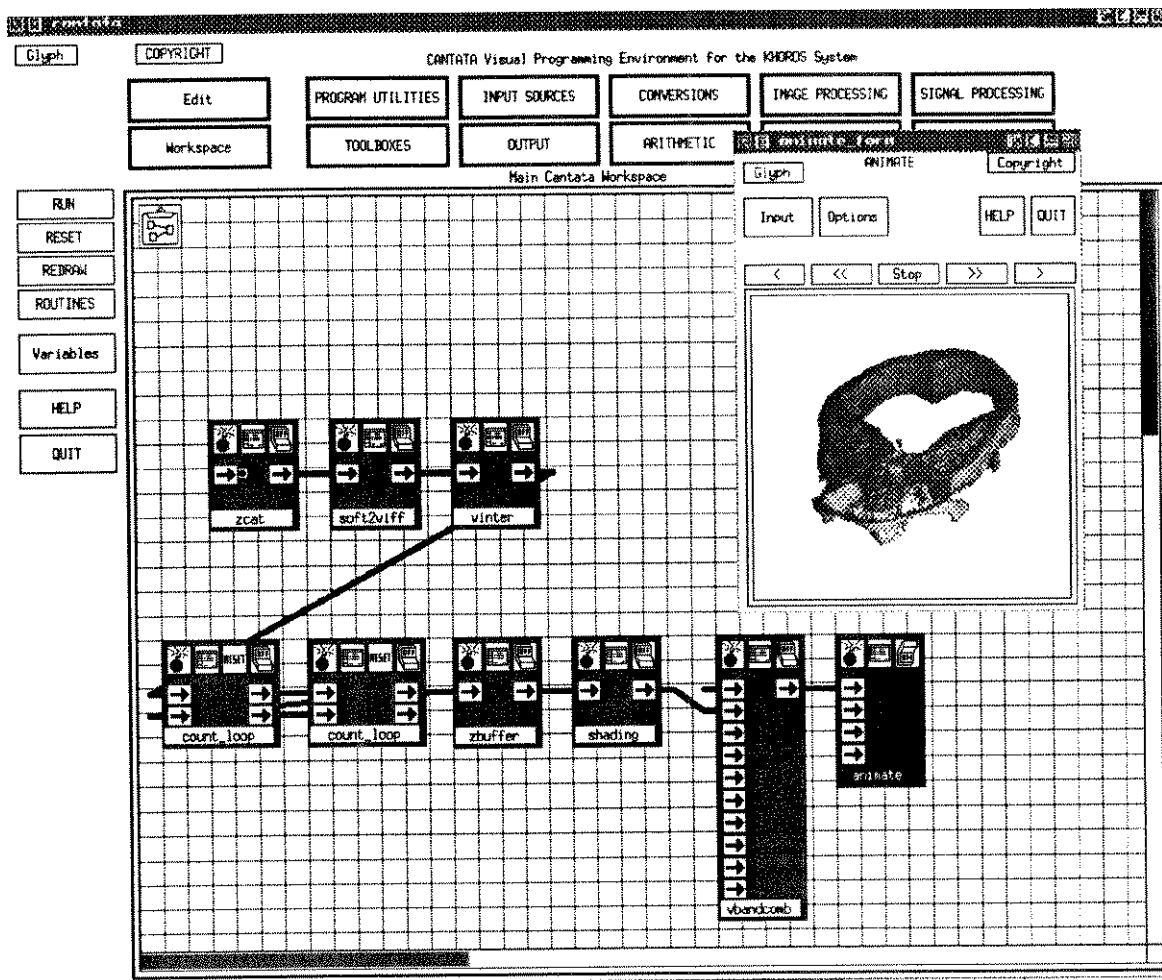 cantata
Glyph
COPYRIGHT
CANTATA Visual Programming Environment for the KHOROS System
Edit
PROGRAM UTILITIES
INPUT SOURCES
CONVERSIONS
IMAGE PROCESSING
SIGNAL PROCESSING
Workspace
TOOLBOXES
OUTPUT
ARITHMETIC
Main Cantata Workspace
RUN
RESET
REDRAW
ROUTINES
Variables
HELP
QUIT
Glyph
ANIMATE
Copyright
Input
Options
HELP
QUIT
<
<<
Stop
>>
>
zcat
soft2viff
winter
RESET
RESET
count_loop
count_loop
zbuffer
shading
animate
vbandcomb